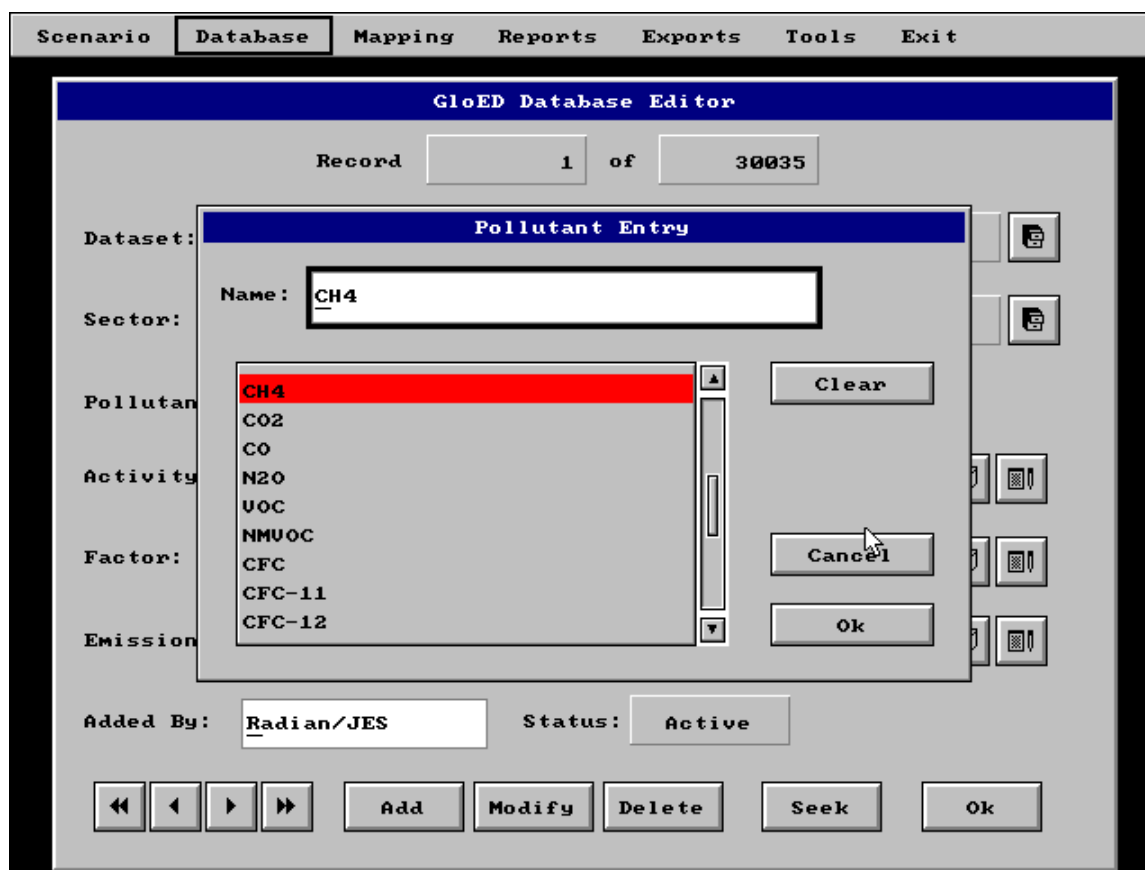 Scenario Database Mapping Reports Exports Tools Exit
GloED Database Editor
Record 1 of 30035
Dataset:
Pollutant Entry
Name: CH4
Sector:
CH4
Clear
Pollutan
CO2
CO
Activity
N2O
VOC
NMVOC
Factor:
CFC
Cancel
CFC-11
CFC-12
Ok
Emission
Added By: Radian/JES Status: Active
Add Modify Delete Seek Ok